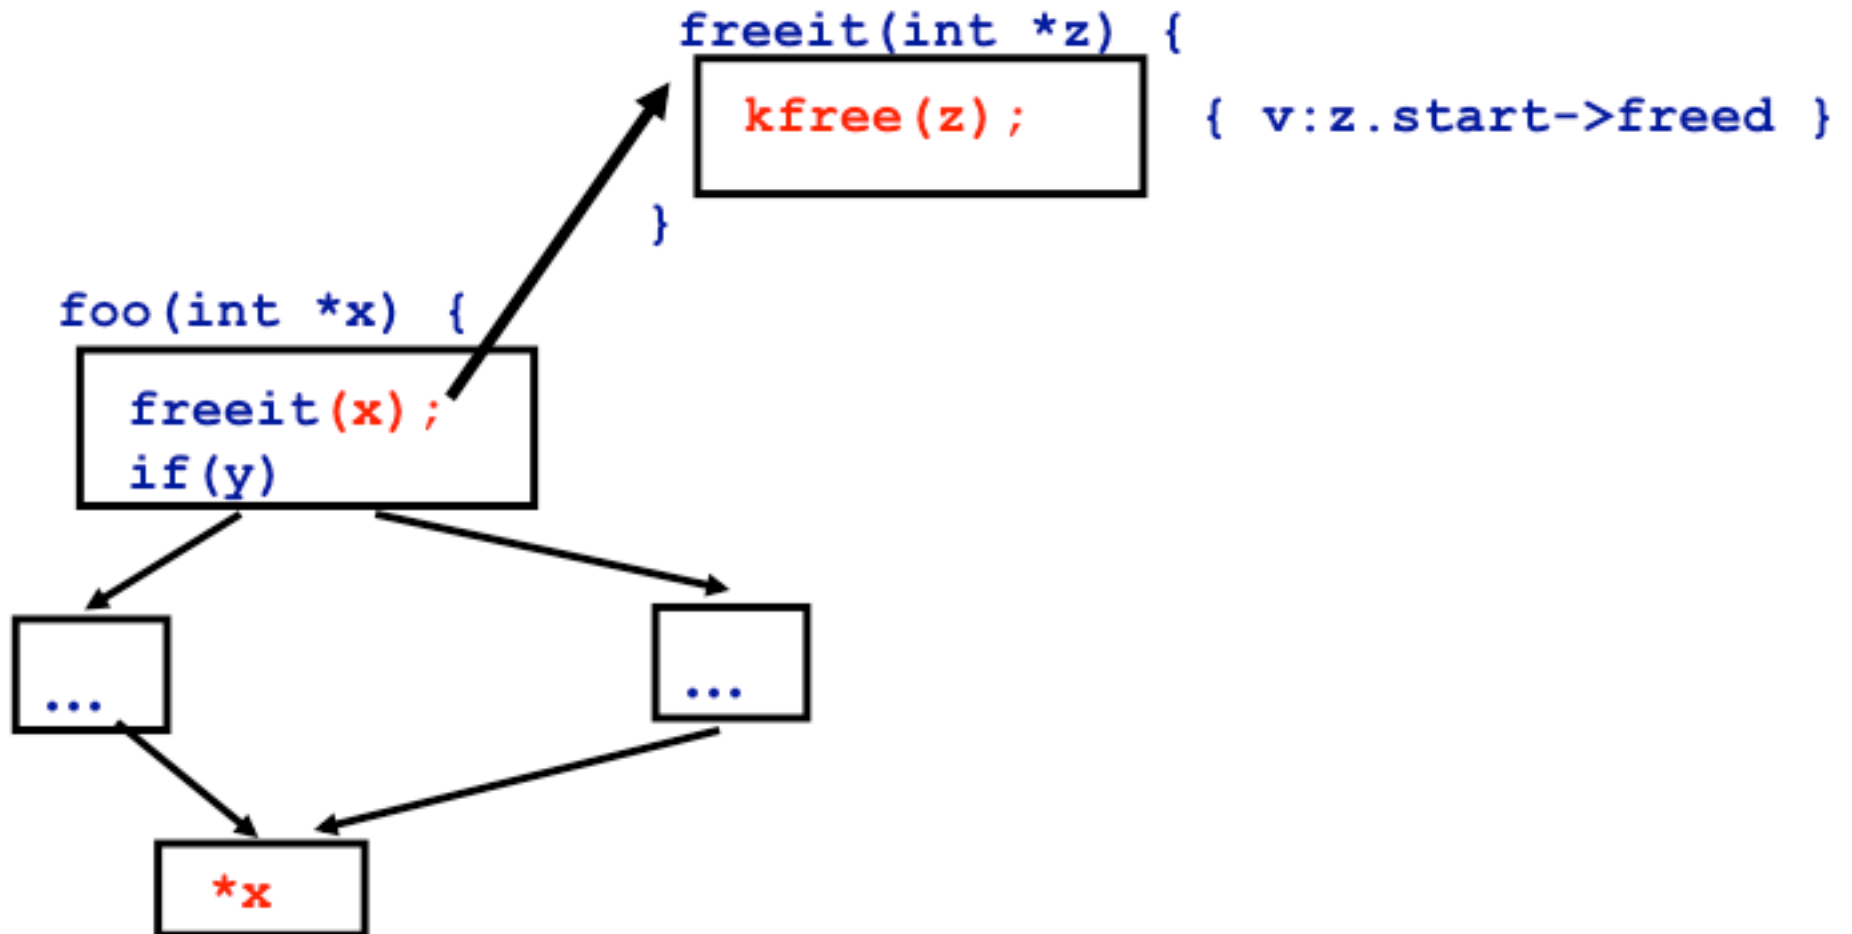 freeit(int *z) {
kfree(z);
{ v:z.start->freed }
}
foo(int *x) {
freeit(x);
if(y)
...
...
*x